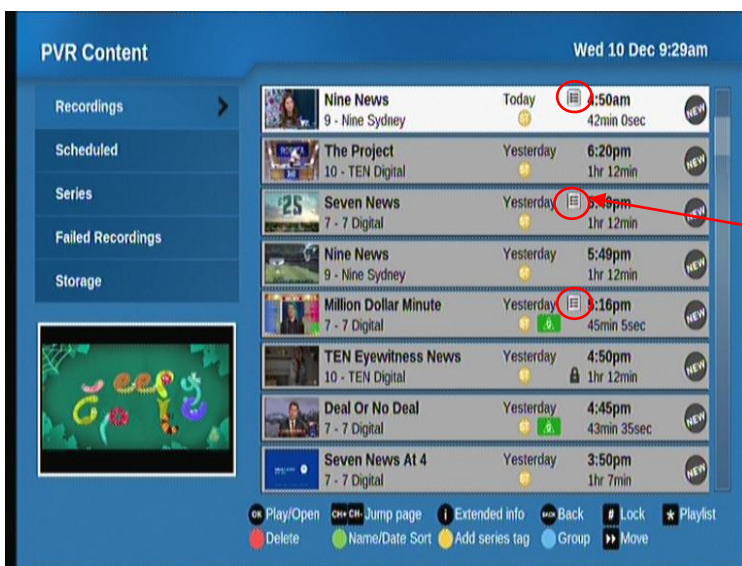 PVR Content
Wed 10 Dec 9:29am
Recordings
Scheduled
Series
Failed Recordings
Storage
Nine News Today 4:50am
9 - Nine Sydney 42min 0sec NEW
The Project Yesterday 6:20pm
10 - TEN Digital 1hr 12min NEW
Seven News Yesterday 5:49pm
7 - 7 Digital 1hr 12min NEW
Nine News Yesterday 5:49pm
9 - Nine Sydney 1hr 12min NEW
Million Dollar Minute Yesterday 5:16pm
7 - 7 Digital 45min 5sec NEW
TEN Eyewitness News Yesterday 4:50pm
10 - TEN Digital 1hr 12min NEW
Deal Or No Deal Yesterday 4:45pm
7 - 7 Digital 43min 35sec NEW
Seven News At 4 Yesterday 3:50pm
7 - 7 Digital 1hr 7min NEW
OK Play/Open CH+ CH- Jump page i Extended info BACK Back # Lock * Playlist
Delete Name/Date Sort Add series tag Group Move